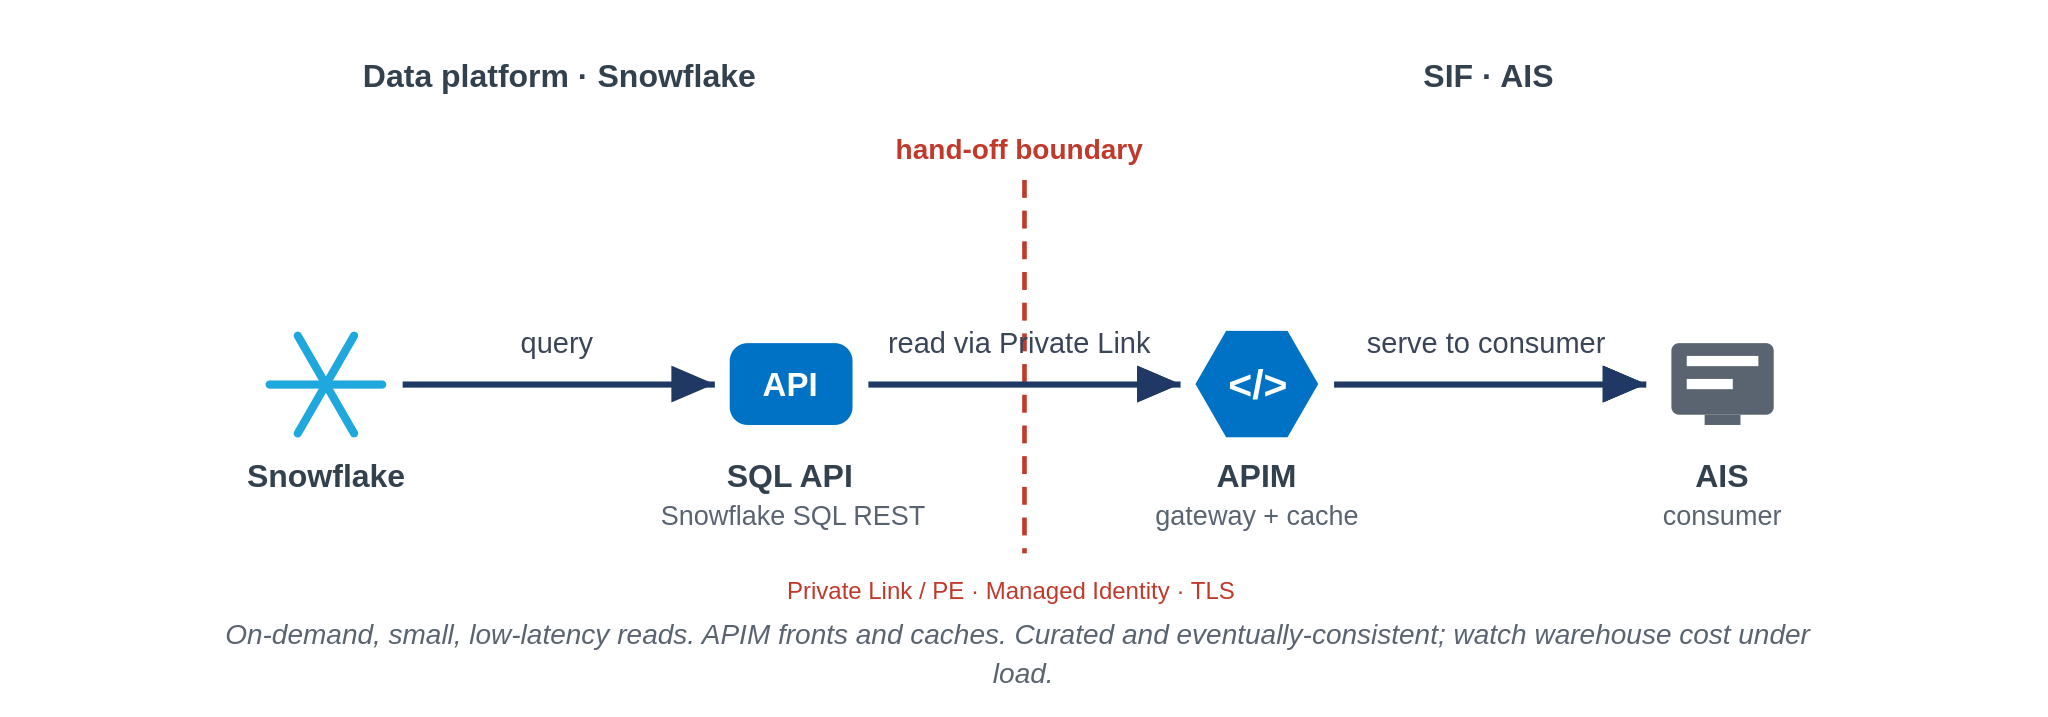 Data platform · Snowflake
SIF · AIS
hand-off boundary
query
read via Private Link
serve to consumer
API
</>
Snowflake
SQL API
APIM
AIS
Snowflake SQL REST
gateway + cache
consumer
Private Link / PE · Managed Identity · TLS
On-demand, small, low-latency reads. APIM fronts and caches. Curated and eventually-consistent; watch warehouse cost under
load.